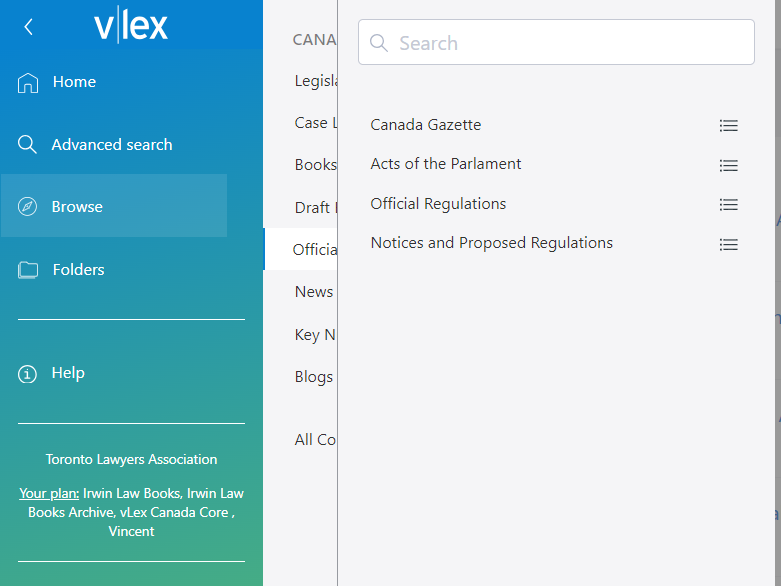 v|lex
Home
Advanced search
Browse
Folders
Help
Toronto Lawyers Association
Your plan: Irwin Law Books, Irwin Law
Books Archive, vLex Canada Core ,
Vincent
CANA
Legisl
Case L
Books
Draft
Officia
News
Key N
Blogs
All Co
Search
Canada Gazette
Acts of the Parlament
Official Regulations
Notices and Proposed Regulations